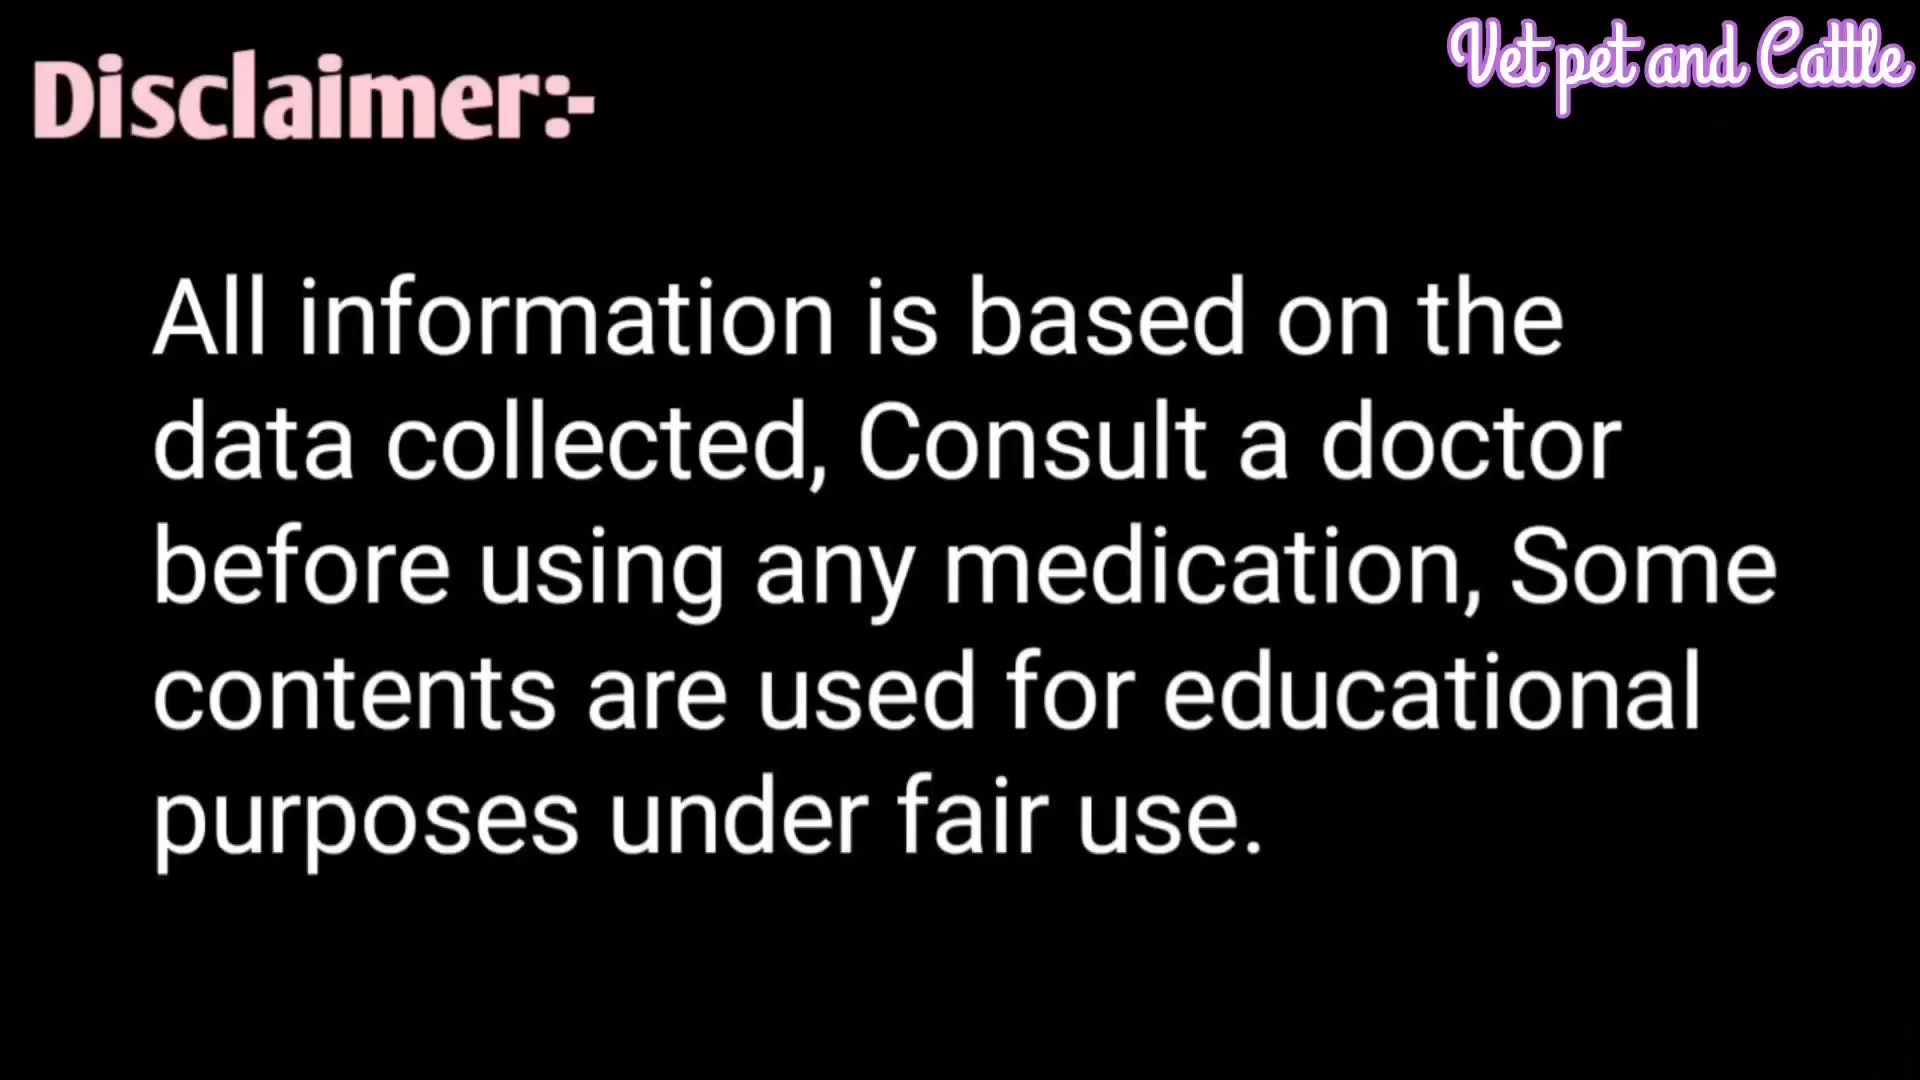 Vet pet and Cattle
Disclaimer:-
All information is based on the
data collected, Consult a doctor
before using any medication, Some
contents are used for educational
purposes under fair use.